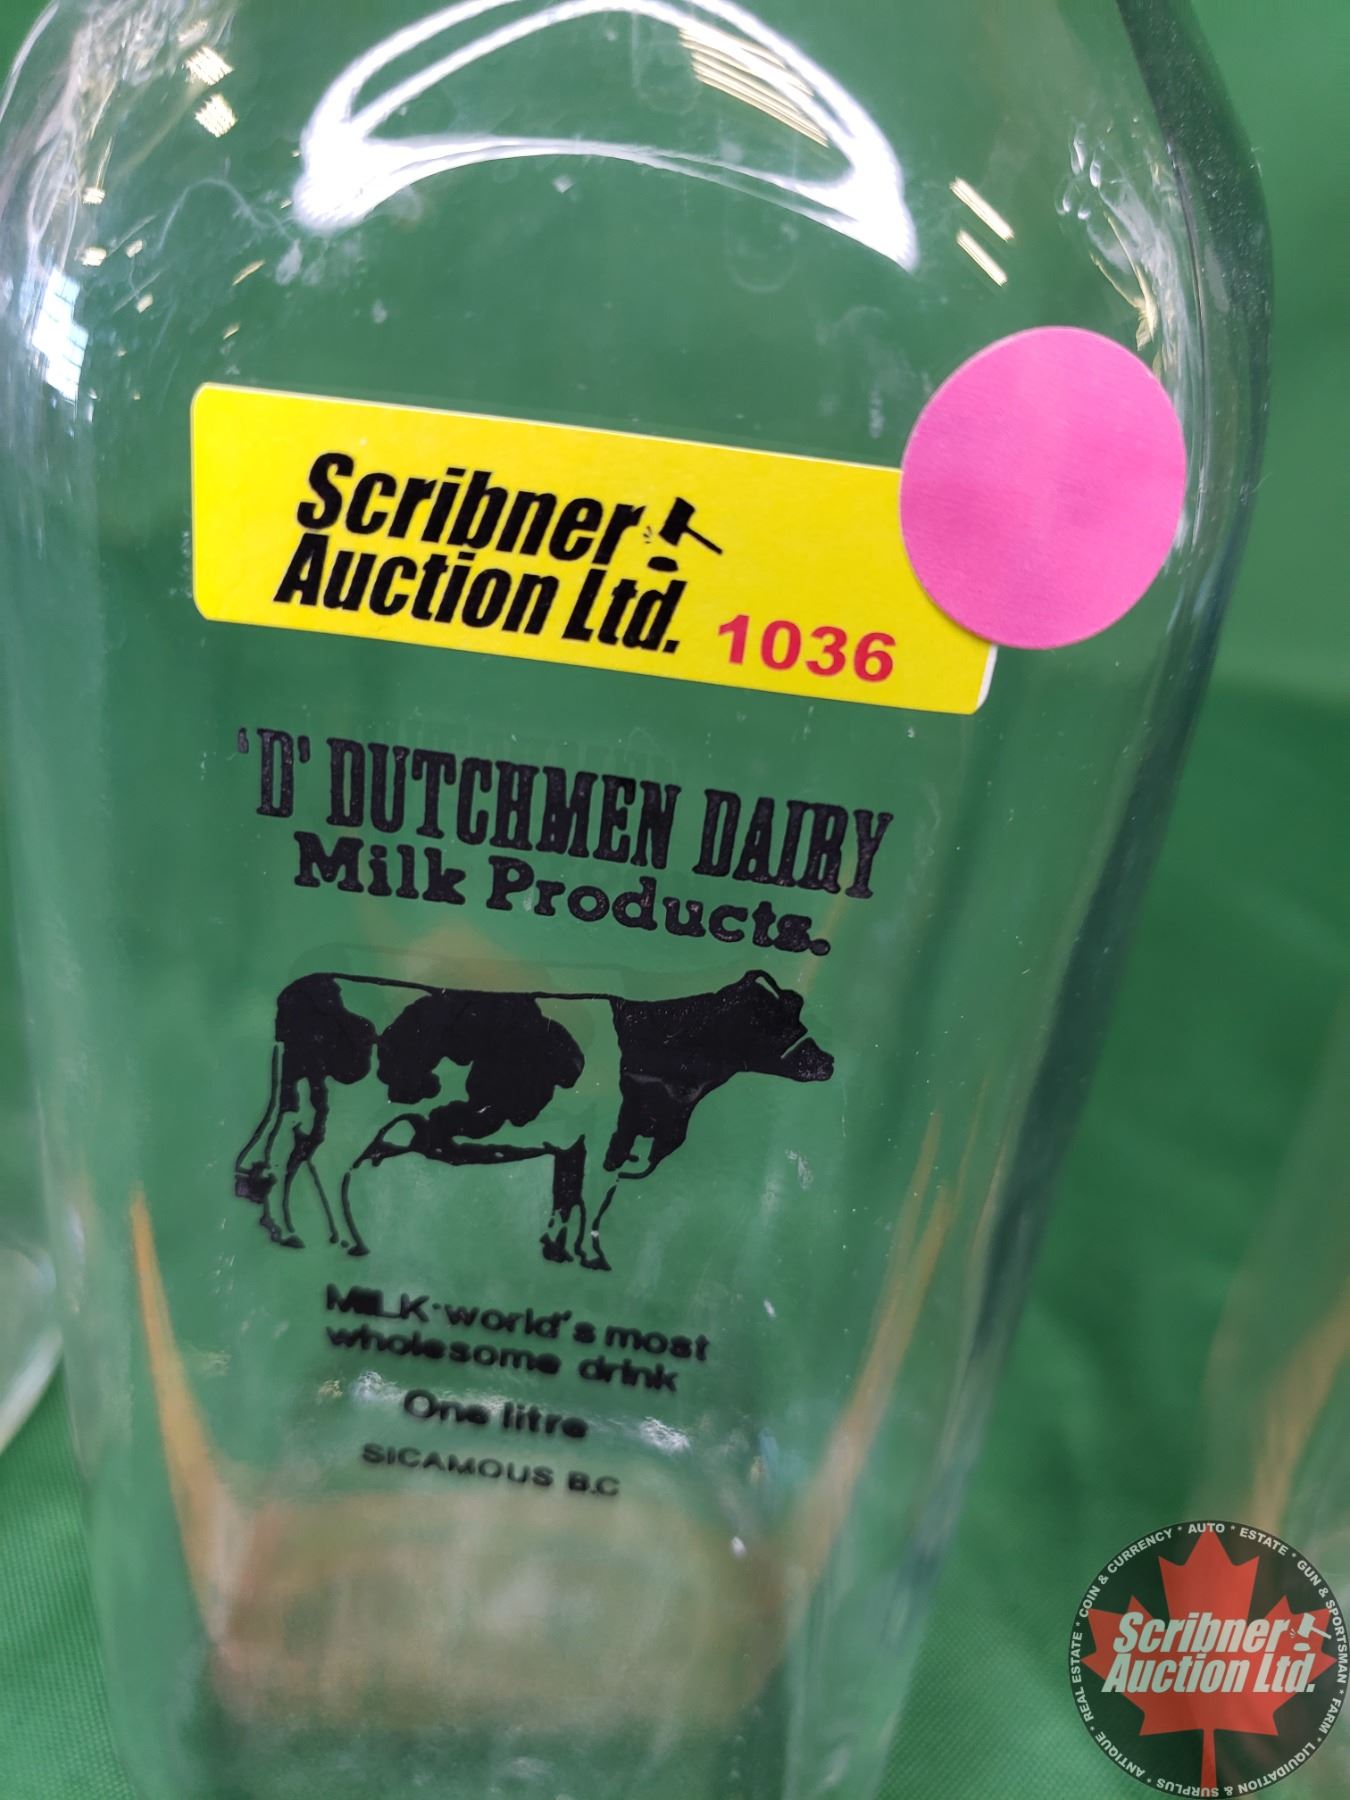 Scribner
Auction Ltd. 1036
'D' DUTCHMEN DAIRY
Milk Products.
MILK·world's most
wholesome drink
One litre
SICAMOUS B.C
COIN & CURRENCY * AUTO * ESTATE * GUN & SPORTSMAN * FARM * LIQUIDATION & SURPLUS * ANTIQUE * REAL ESTATE *
Scribner
Auction Ltd.